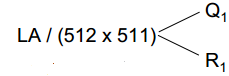 Q₁
LA / (512 x 511)
R₁